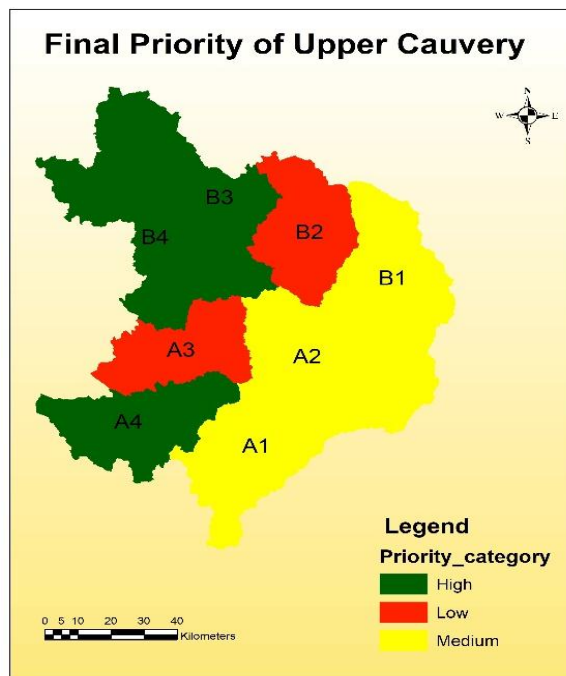 Final Priority of Upper Cauvery
N
W E
S
B3
B4
B2
B1
A3
A2
A4
A1
Legend
Priority_category
High
Low
Medium
0 5 10 20 30 40
Kilometers